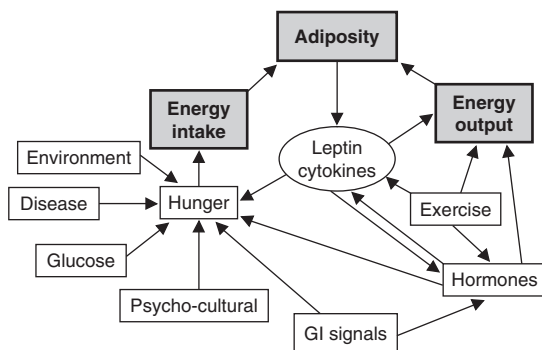 Adiposity
Energy
intake
Energy
output
Leptin
cytokines
Environment
Disease
Hunger
Exercise
Glucose
Hormones
Psycho-cultural
GI signals